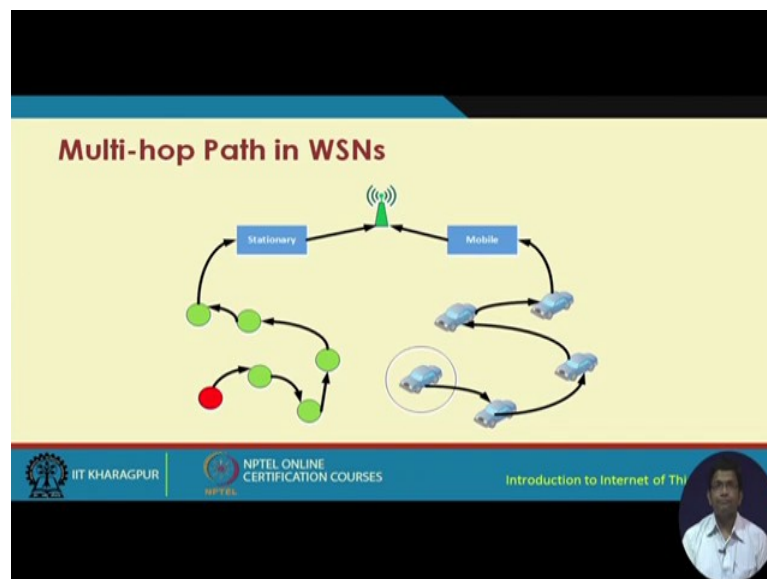 Multi-hop Path in WSNs
Stationary
Mobile
IIT KHARAGPUR
NPTEL
NPTEL ONLINE
CERTIFICATION COURSES
Introduction to Internet of Thi